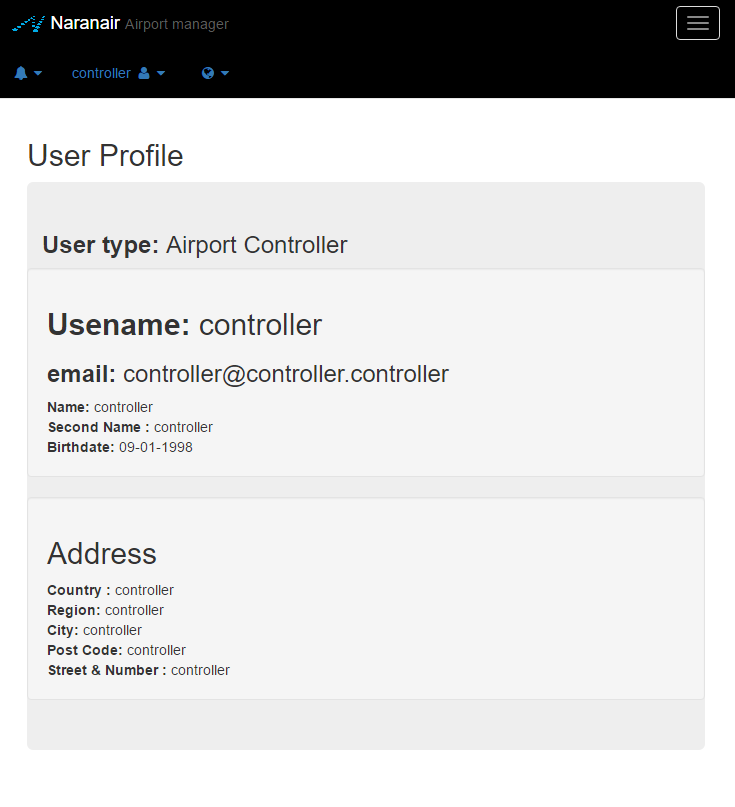 Naranair Airport manager
controller
User Profile
User type: Airport Controller
Usename: controller
email: controller@controller.controller
Name: controller
Second Name : controller
Birthdate: 09-01-1998
Address
Country : controller
Region: controller
City: controller
Post Code: controller
Street & Number : controller